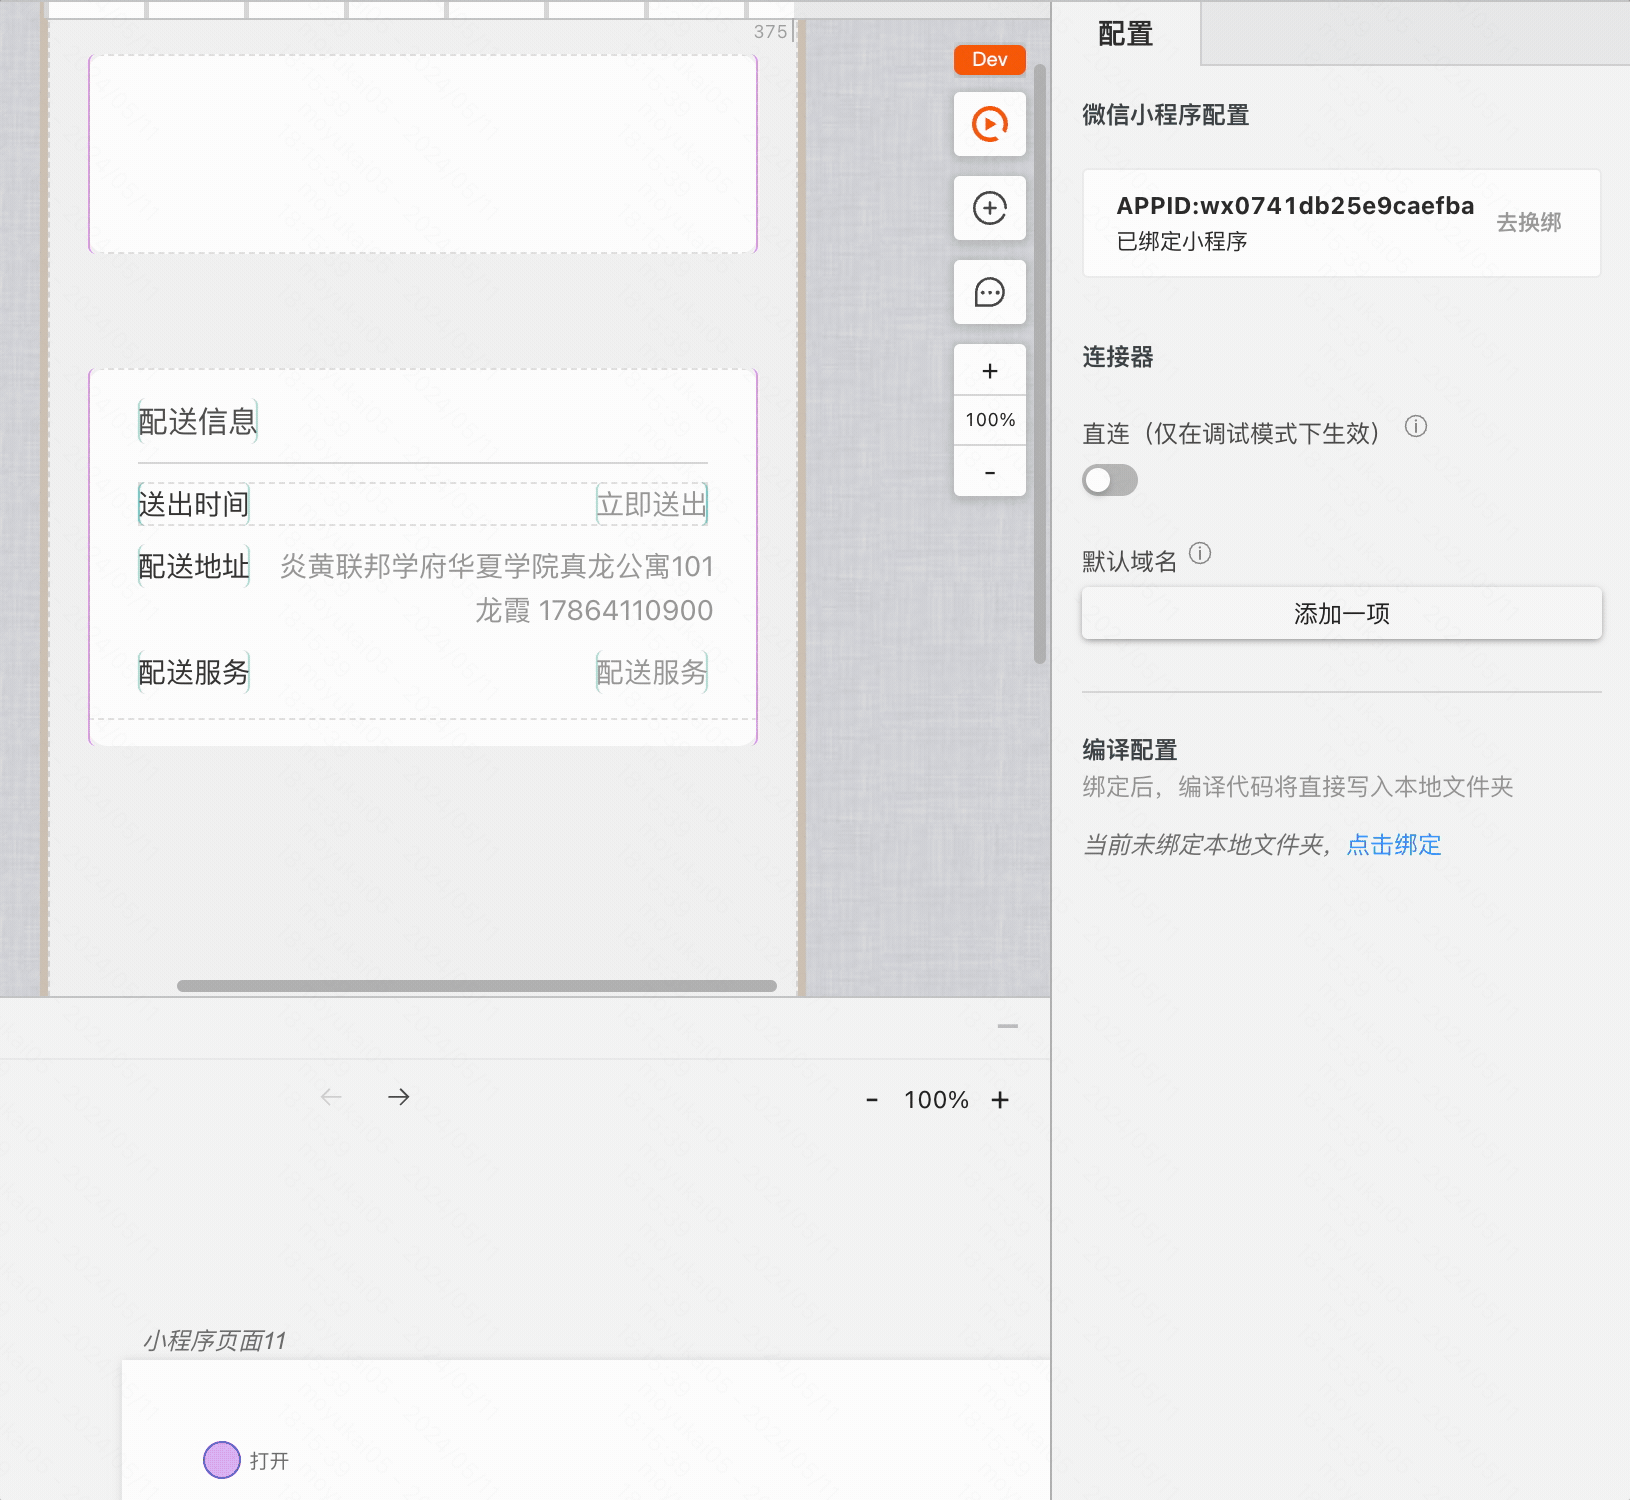 375
配送信息
送出时间
立即送出
配送地址
炎黄联邦学府华夏学院真龙公寓101
龙霞 17864110900
配送服务
配送服务
Dev
+
100%
-
- 100% +
小程序页面11
打开
配置
微信小程序配置
APPID:wx0741db25e9caefba
已绑定小程序
去换绑
连接器
直连（仅在调试模式下生效）
默认域名
添加一项
编译配置
绑定后，编译代码将直接写入本地文件夹
当前未绑定本地文件夹，点击绑定